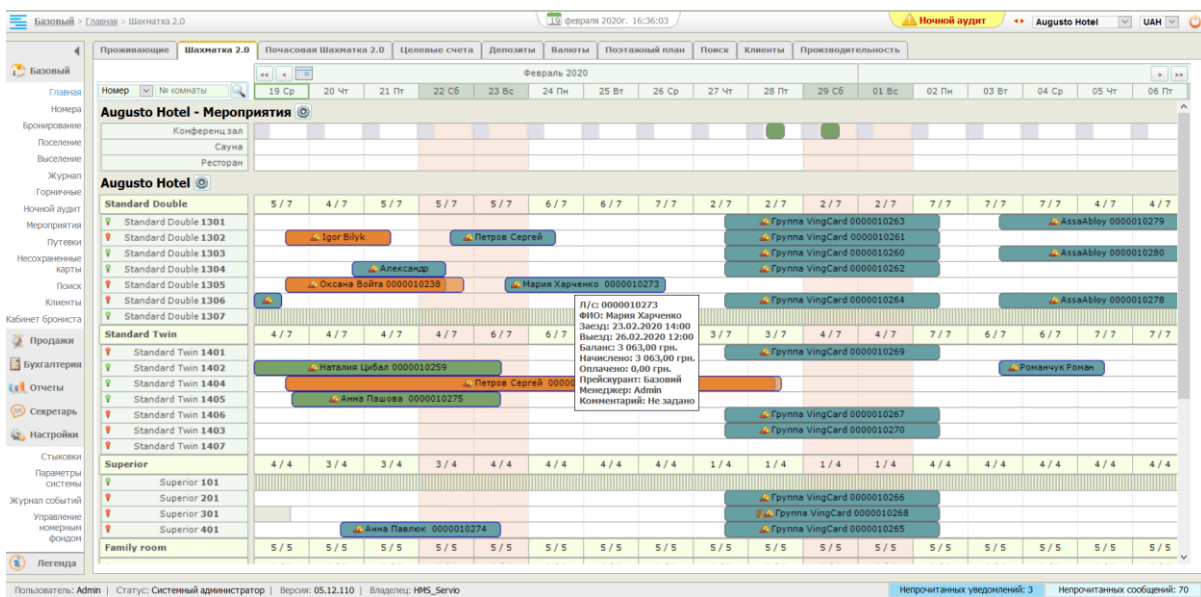 Базовый > Главная > Шахматка 2.0
19 февраля 2020г. 16:36:03
Ночной аудит
Augusto Hotel
UAH
Проживающие Шахматка 2.0 Почасовая Шахматка 2.0 Целевые счета Депозиты Валюты Поэтажный план Поиск Клиенты Производительность
Базовый
Главная
Номера
Бронирование
Поселение
Выселение
Журнал
Горничные
Ночной аудит
Мероприятия
Путевки
Несохраненные
карты
Поиск
Клиенты
Кабинет брониста
Продажи
Бухгалтерия
Отчеты
Секретарь
Настройки
Стыковки
Параметры
системы
Журнал событий
Управление
номерным
фондом
Легенда
Февраль 2020
Номер № комнаты
19 Ср 20 Чт 21 Пт 22 Сб 23 Вс 24 Пн 25 Вт 26 Ср 27 Чт 28 Пт 29 Сб 01 Вс 02 Пн 03 Вт 04 Ср 05 Чт 06 Пт
Augusto Hotel - Мероприятия
Конференц зал
Сауна
Ресторан
Augusto Hotel
Standard Double 5 / 7 4 / 7 5 / 7 5 / 7 5 / 7 6 / 7 6 / 7 7 / 7 2 / 7 2 / 7 2 / 7 2 / 7 7 / 7 7 / 7 7 / 7 4 / 7 4 / 7
Standard Double 1301 Группа VingCard 0000010263 AssaAbloy 0000010279
Standard Double 1302 Igor Bilyk Петров Сергей Группа VingCard 0000010261
Standard Double 1303 Группа VingCard 0000010260 AssaAbloy 0000010280
Standard Double 1304 Александр Группа VingCard 0000010262
Standard Double 1305 Оксана Войта 0000010238 Мария Харченко 0000010273
Standard Double 1306 Группа VingCard 0000010264 AssaAbloy 0000010278
Standard Double 1307
Л/с: 0000010273
ФИО: Мария Харченко
Заезд: 23.02.2020 14:00
Выезд: 26.02.2020 12:00
Баланс: 3 063,00 грн.
Начислено: 3 063,00 грн.
Оплачено: 0,00 грн.
Прейскурант: Базовий
Менеджер: Admin
Комментарий: Не задано
Standard Twin 4 / 7 4 / 7 4 / 7 4 / 7 6 / 7 6 / 7 3 / 7 3 / 7 4 / 7 4 / 7 7 / 7 6 / 7 6 / 7 7 / 7 7 / 7
Standard Twin 1401 Группа VingCard 0000010269
Standard Twin 1402 Наталия Цибал 0000010259 Романчук Роман
Standard Twin 1404 Петров Сергей 00000
Standard Twin 1405 Анна Пашова 0000010275
Standard Twin 1406 Группа VingCard 0000010267
Standard Twin 1403 Группа VingCard 0000010270
Standard Twin 1407
Superior 4 / 4 3 / 4 3 / 4 3 / 4 4 / 4 4 / 4 4 / 4 4 / 4 1 / 4 1 / 4 1 / 4 1 / 4 4 / 4 4 / 4 4 / 4 4 / 4 4 / 4
Superior 101
Superior 201 Группа VingCard 0000010266
Superior 301 Группа VingCard 0000010268
Superior 401 Анна Павлюк 0000010274 Группа VingCard 0000010265
Family room 5 / 5 5 / 5 5 / 5 5 / 5 5 / 5 5 / 5 5 / 5 5 / 5 5 / 5 5 / 5 5 / 5 5 / 5 5 / 5 5 / 5 5 / 5 5 / 5 5 / 5
Пользователь: Admin | Статус: Системный администратор | Версия: 05.12.110 | Владелец: HMS_Servio
Непрочитанных уведомлений: 3 Непрочитанных сообщений: 70